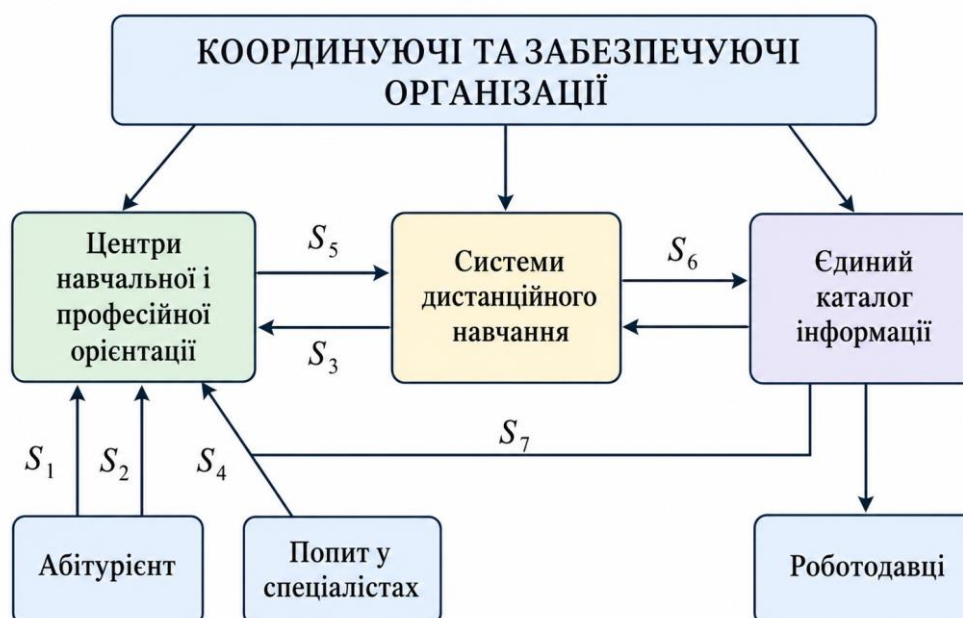 КООРДИНУЮЧІ ТА ЗАБЕЗПЕЧУЮЧІ
ОРГАНІЗАЦІЇ
Центри
навчальної і
професійної
орієнтації
S₅
S₃
Системи
дистанційного
навчання
S₆
Єдиний
каталог
інформації
S₁
S₂
S₄
S₇
Абітурієнт
Попит у
спеціалістах
Роботодавці